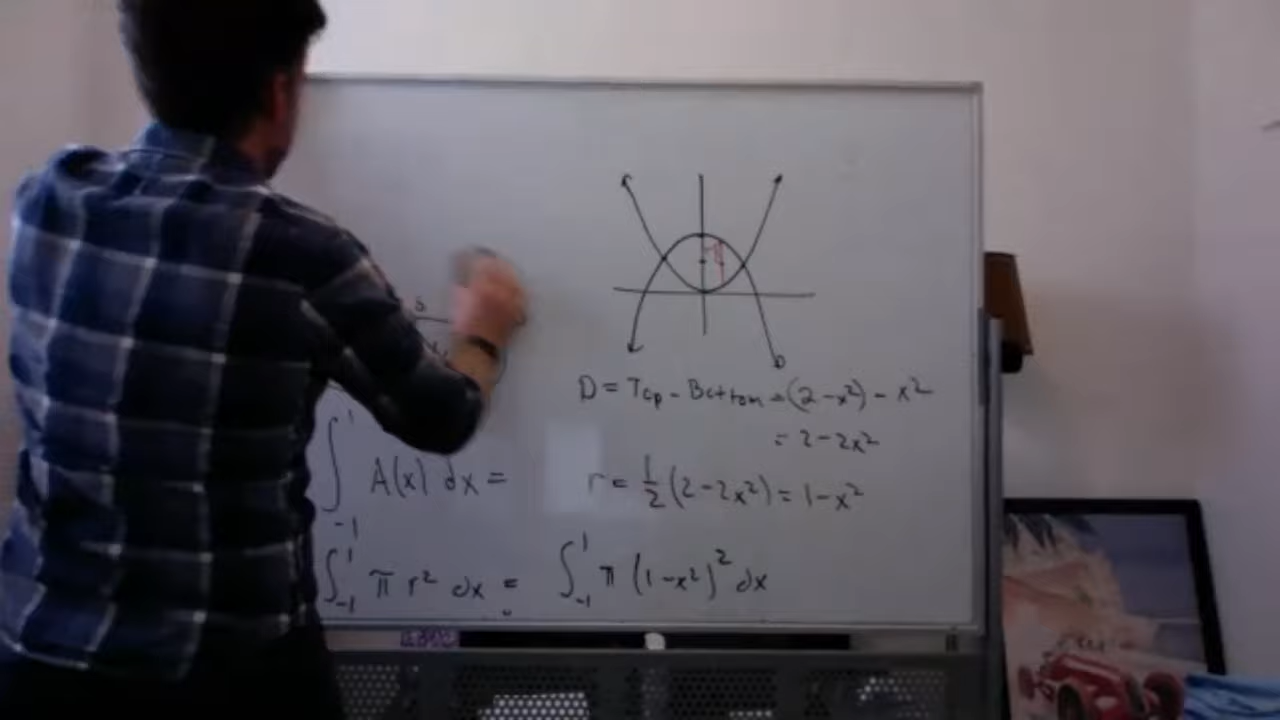 D = Top - Bottom = (2-x²) - x²
= 2-2x²
∫₋₁¹ A(x) dx =
r = 1/2 (2-2x²) = 1-x²
∫₋₁¹ π r² dx = ∫₋₁¹ π (1-x²)² dx